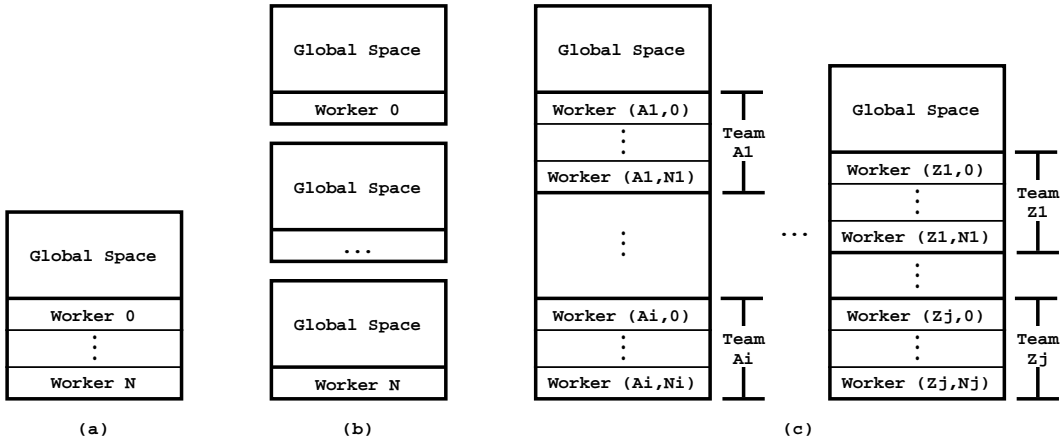 Global Space
Worker 0
⋮
Worker N
(a)
Global Space
Worker 0
Global Space
...
Global Space
Worker N
(b)
Global Space
Worker (A1,0)
⋮
Worker (A1,N1)
Team
A1
⋮
Worker (Ai,0)
⋮
Worker (Ai,Ni)
Team
Ai
...
Global Space
Worker (Z1,0)
⋮
Worker (Z1,N1)
Team
Z1
⋮
Worker (Zj,0)
⋮
Worker (Zj,Nj)
Team
Zj
(c)